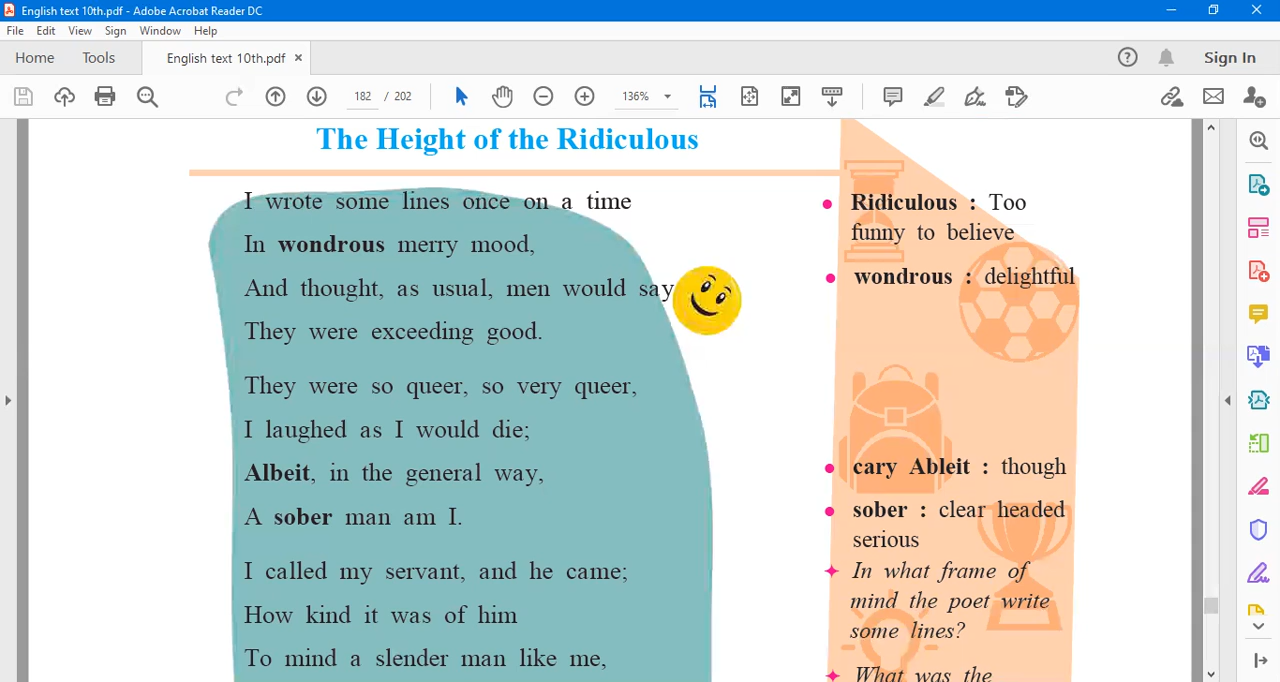 English text 10th.pdf - Adobe Acrobat Reader DC
File Edit View Sign Window Help
Home Tools English text 10th.pdf × Sign In
182 / 202 136%
The Height of the Ridiculous
I wrote some lines once on a time
In wondrous merry mood,
And thought, as usual, men would say
They were exceeding good.
They were so queer, so very queer,
I laughed as I would die;
Albeit, in the general way,
A sober man am I.
I called my servant, and he came;
How kind it was of him
To mind a slender man like me,
Ridiculous : Too
funny to believe
wondrous : delightful
cary Ableit : though
sober : clear headed
serious
In what frame of
mind the poet write
some lines?
What was the